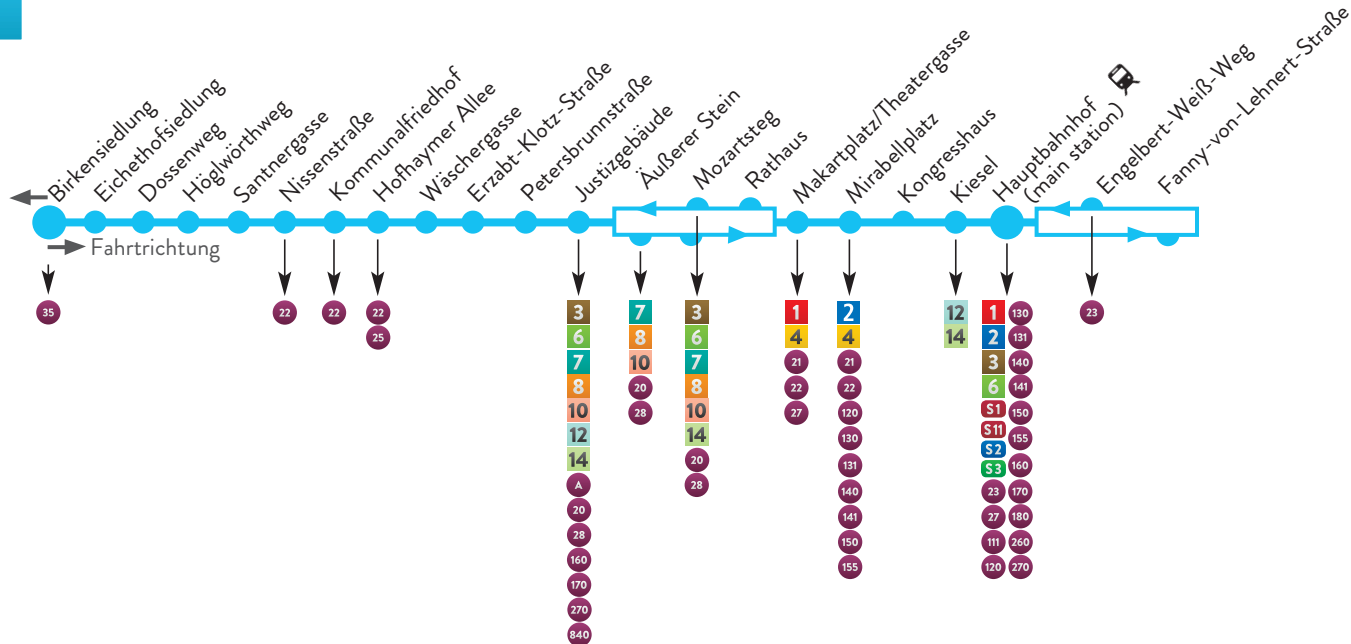 Birkensiedlung
Eichethofsiedlung
Dossenweg
Höglwörthweg
Santnergasse
Nissenstraße
Kommunalfriedhof
Hofhaymer Allee
Wäschergasse
Erzabt-Klotz-Straße
Petersbrunnstraße
Justizgebäude
Äußerer Stein
Mozartsteg
Rathaus
Makartplatz/Theatergasse
Mirabellplatz
Kongresshaus
Kiesel
Hauptbahnhof
(main station)
Engelbert-Weiß-Weg
Fanny-von-Lehnert-Straße
Fahrtrichtung
35
22
22
22
25
3
6
7
8
10
12
14
A
20
28
160
170
270
840
7
8
10
20
28
3
6
7
8
10
14
20
28
1
4
21
22
27
2
4
21
22
120
130
131
140
141
150
155
12
14
1
2
3
6
S1
S11
S2
S3
23
27
111
120
130
131
140
141
150
155
160
170
180
260
270
23